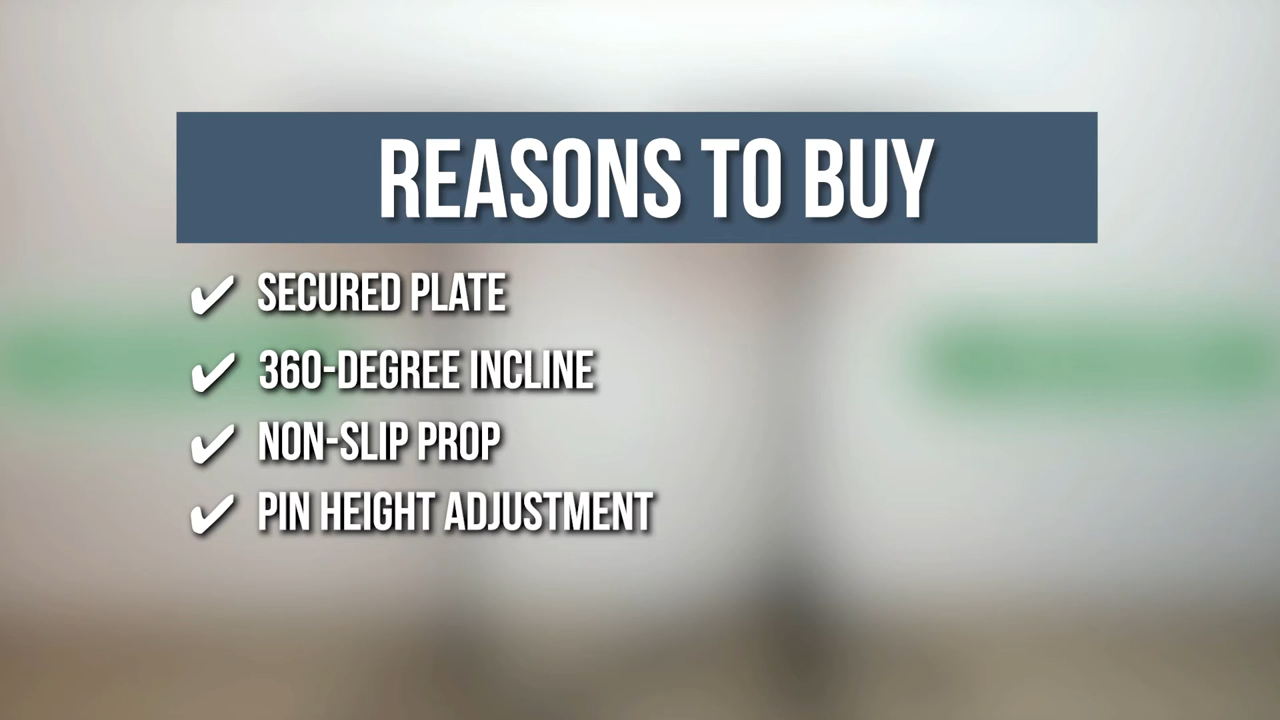 REASONS TO BUY
✔ SECURED PLATE
✔ 360-DEGREE INCLINE
✔ NON-SLIP PROP
✔ PIN HEIGHT ADJUSTMENT